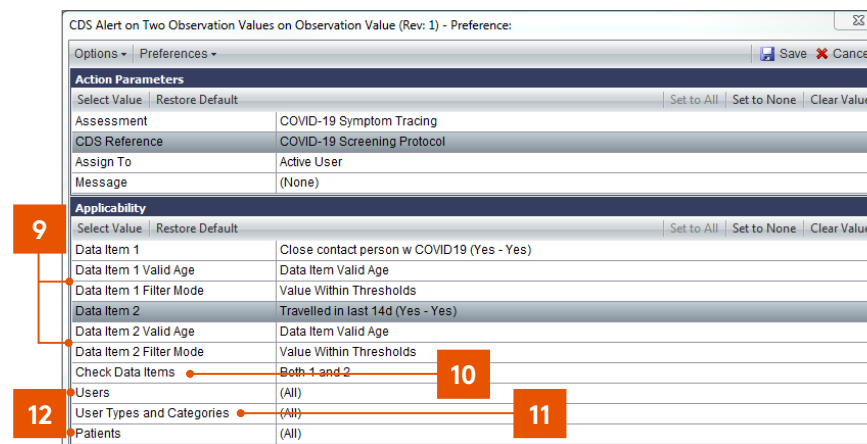 CDS Alert on Two Observation Values on Observation Value (Rev: 1) - Preference:
Options Preferences Save Cance
Action Parameters
Select Value Restore Default Set to All Set to None Clear Value
Assessment COVID-19 Symptom Tracing
CDS Reference COVID-19 Screening Protocol
Assign To Active User
Message (None)
Applicability
9 Select Value Restore Default Set to All Set to None Clear Value
Data Item 1 Close contact person w COVID19 (Yes - Yes)
Data Item 1 Valid Age Data Item Valid Age
Data Item 1 Filter Mode Value Within Thresholds
Data Item 2 Travelled in last 14d (Yes - Yes)
Data Item 2 Valid Age Data Item Valid Age
Data Item 2 Filter Mode Value Within Thresholds
Check Data Items Both 1 and 2 10
Users (All)
12 User Types and Categories (All) 11
Patients (All)